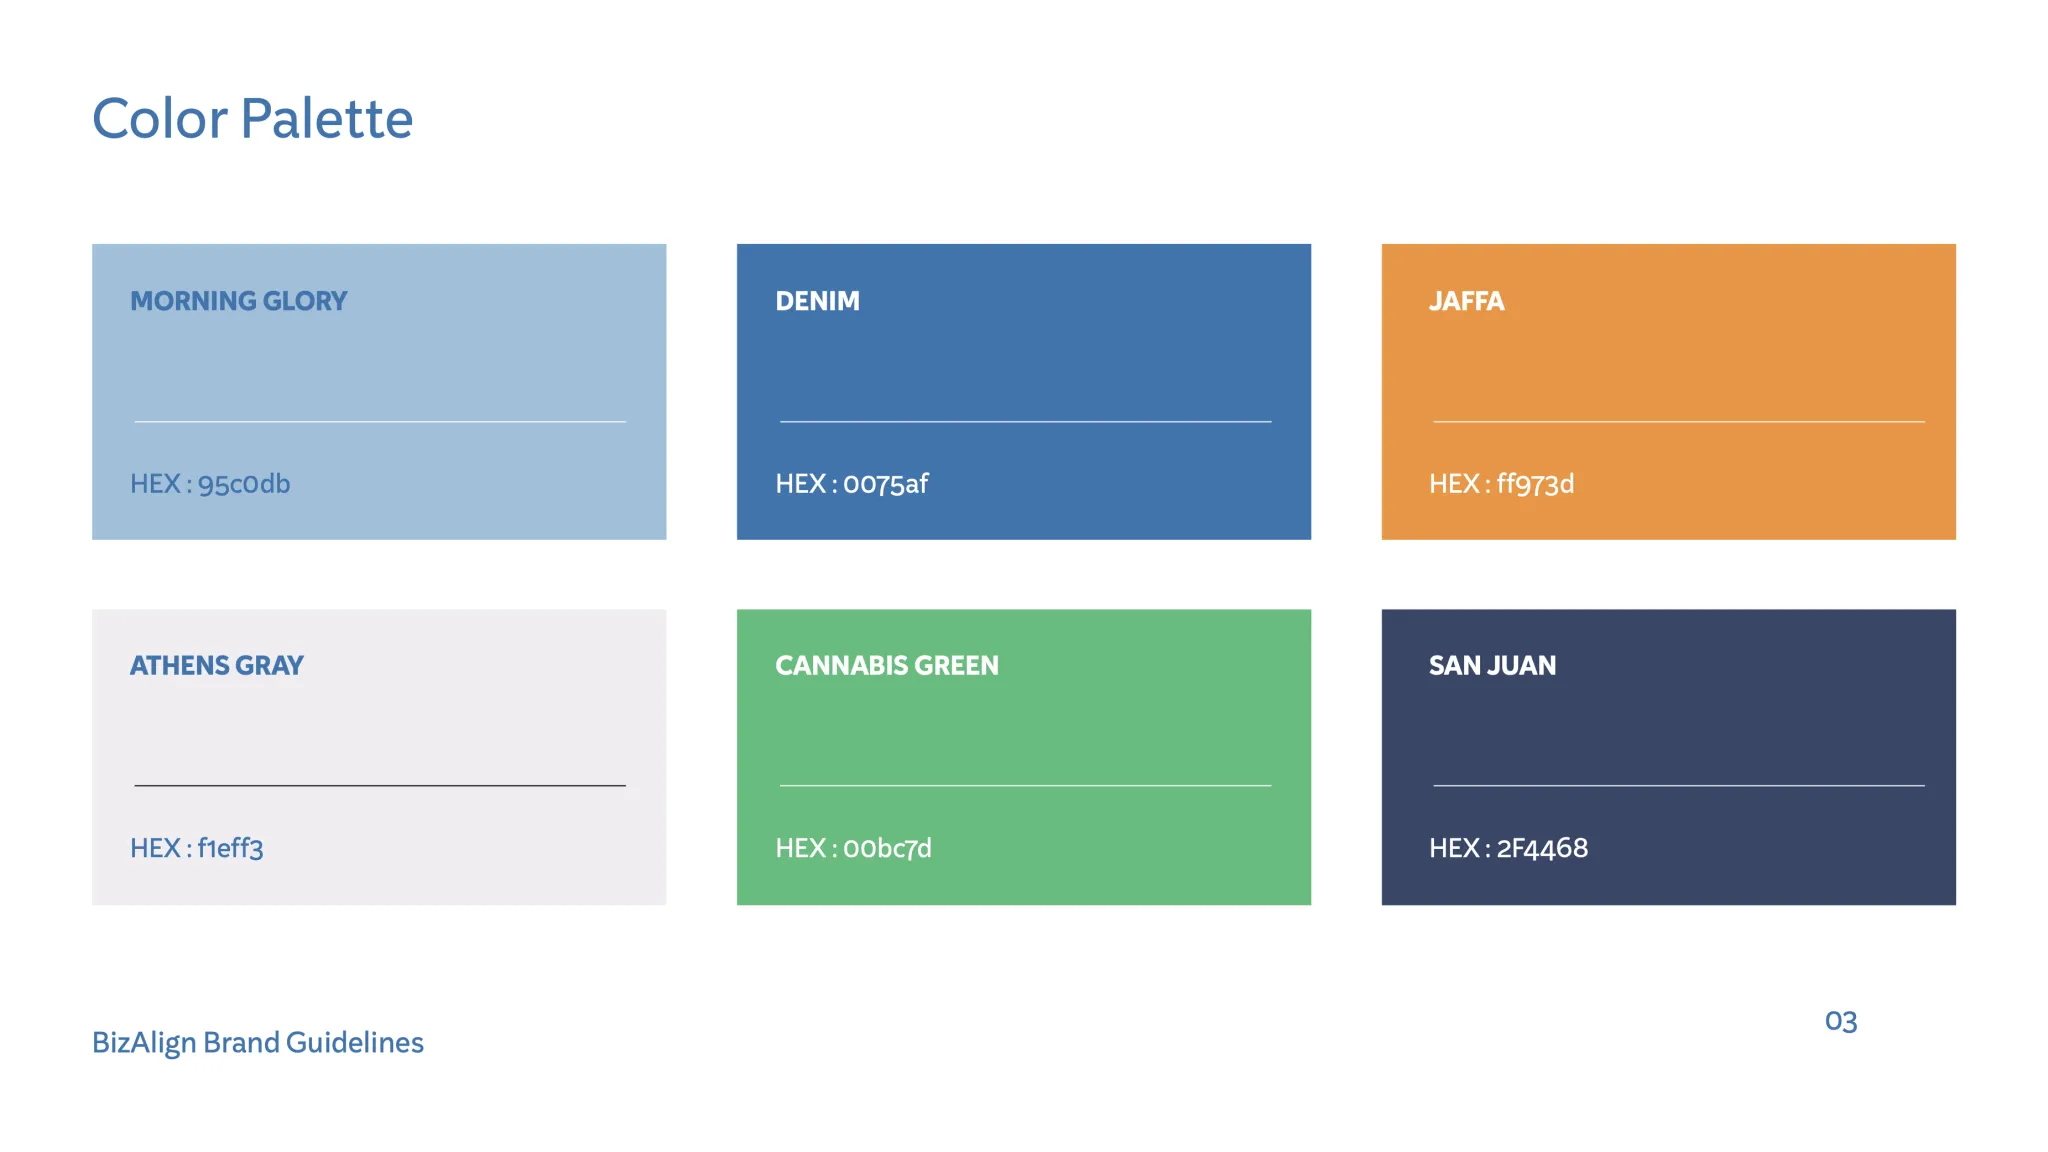 Color Palette
MORNING GLORY
HEX : 95c0db
DENIM
HEX : 0075af
JAFFA
HEX : ff973d
ATHENS GRAY
HEX : f1eff3
CANNABIS GREEN
HEX : 00bc7d
SAN JUAN
HEX : 2F4468
BizAlign Brand Guidelines
03